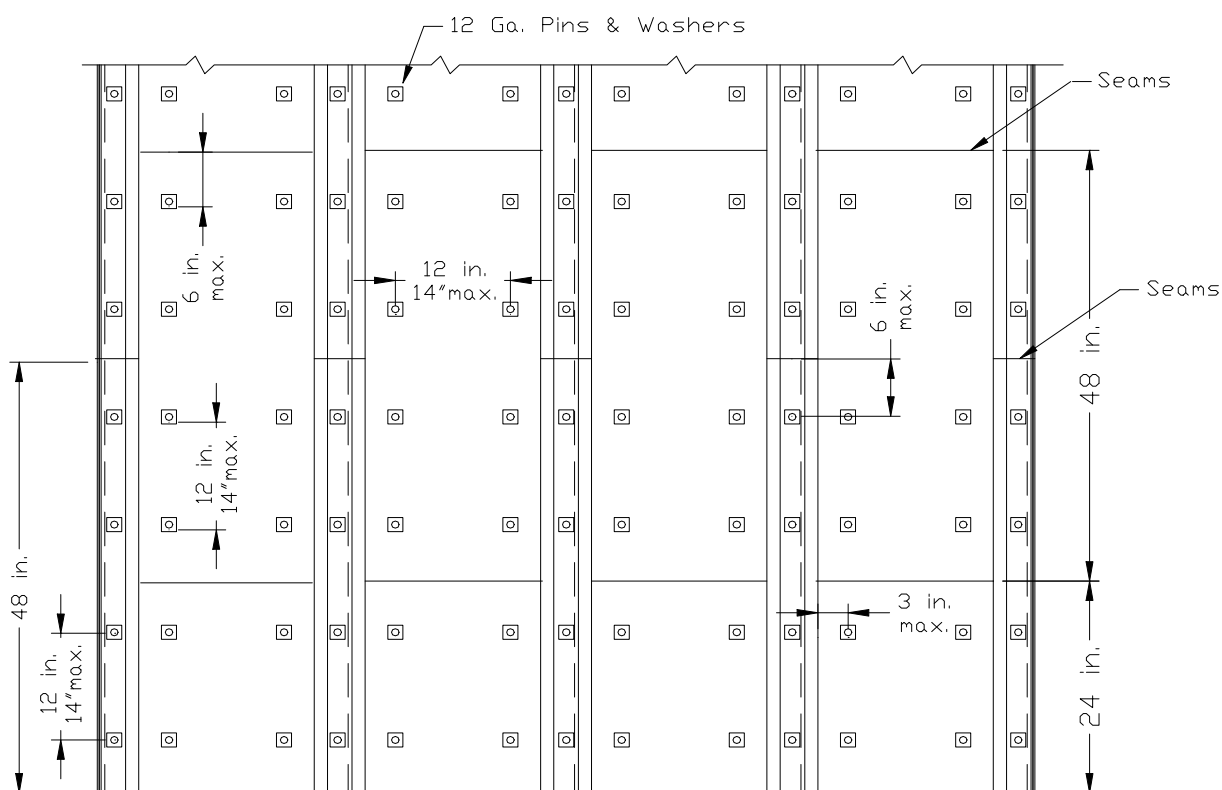 12 Ga. Pins & Washers
Seams
6 in.
max.
12 in.
14"max.
6 in.
max.
Seams
48 in.
12 in.
14"max.
48 in.
3 in.
max.
12 in.
14"max.
24 in.